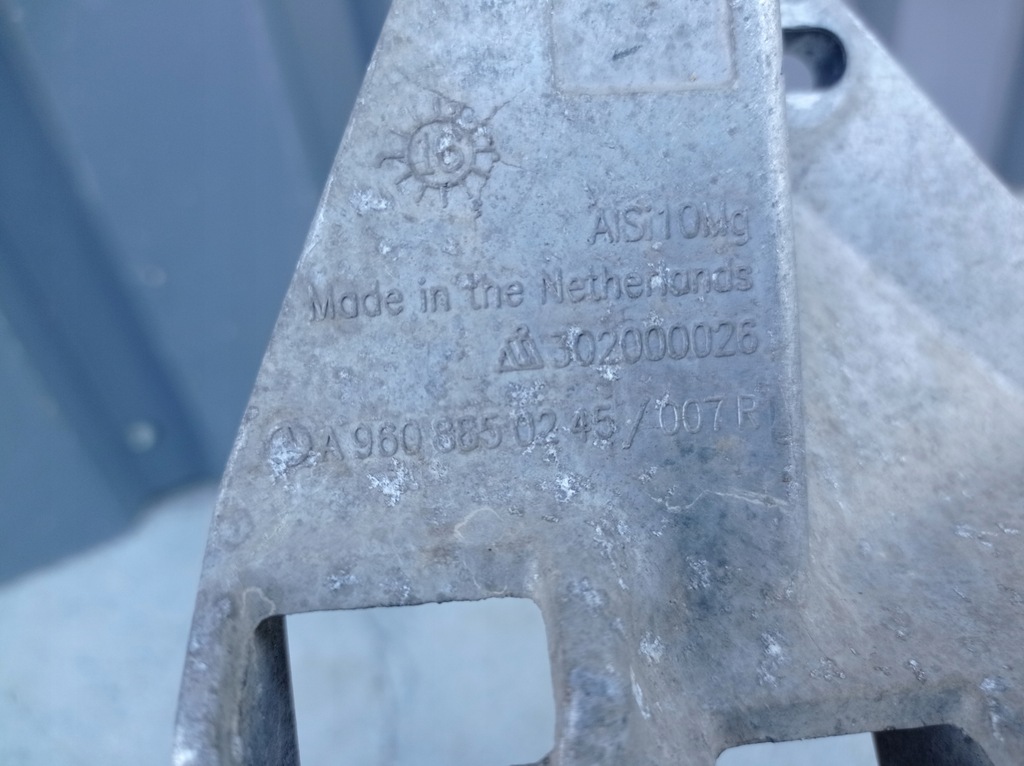 16
AlSi10Mg
Made in the Netherlands
302000026
A 960 885 02 45 / 007 R